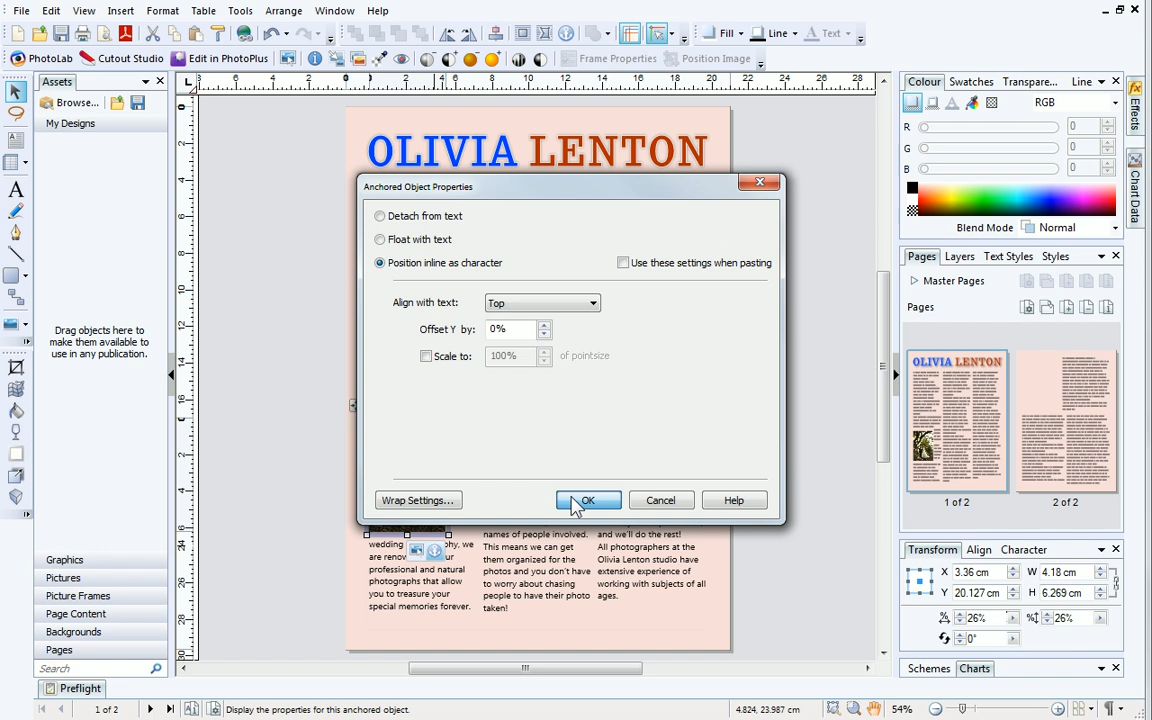 File Edit View Insert Format Table Tools Arrange Window Help
Fill Line Text
PhotoLab Cutout Studio Edit in PhotoPlus Frame Properties Position Image
Assets
Browse...
My Designs
Drag objects here to
make them available to
use in any publication.
Graphics
Pictures
Picture Frames
Page Content
Backgrounds
Pages
Search
Preflight
OLIVIA LENTON
Anchored Object Properties
Detach from text
Float with text
Position inline as character
Use these settings when pasting
Align with text: Top
Offset Y by: 0%
Scale to: 100% of pointsize
Wrap Settings... OK Cancel Help
professional and natural
photographs that allow
you to treasure your
special memories forever.
names of people involved.
This means we can get
them organized for the
photos and you don't have
to worry about chasing
people to have their photo
taken!
and we'll do the rest!
All photographers at the
Olivia Lenton studio have
extensive experience of
working with subjects of all
ages.
Colour Swatches Transpare... Line
RGB
R 0
G 0
B 0
Blend Mode Normal
Effects
Chart Data
Pages Layers Text Styles Styles
Master Pages
Pages
OLIVIA LENTON
1 of 2 2 of 2
Transform Align Character
X 3.36 cm W 4.18 cm
Y 20.127 cm H 6.269 cm
26% 26%
0°
Schemes Charts
1 of 2 Display the properties for this anchored object. 4.824, 23.987 cm 54%